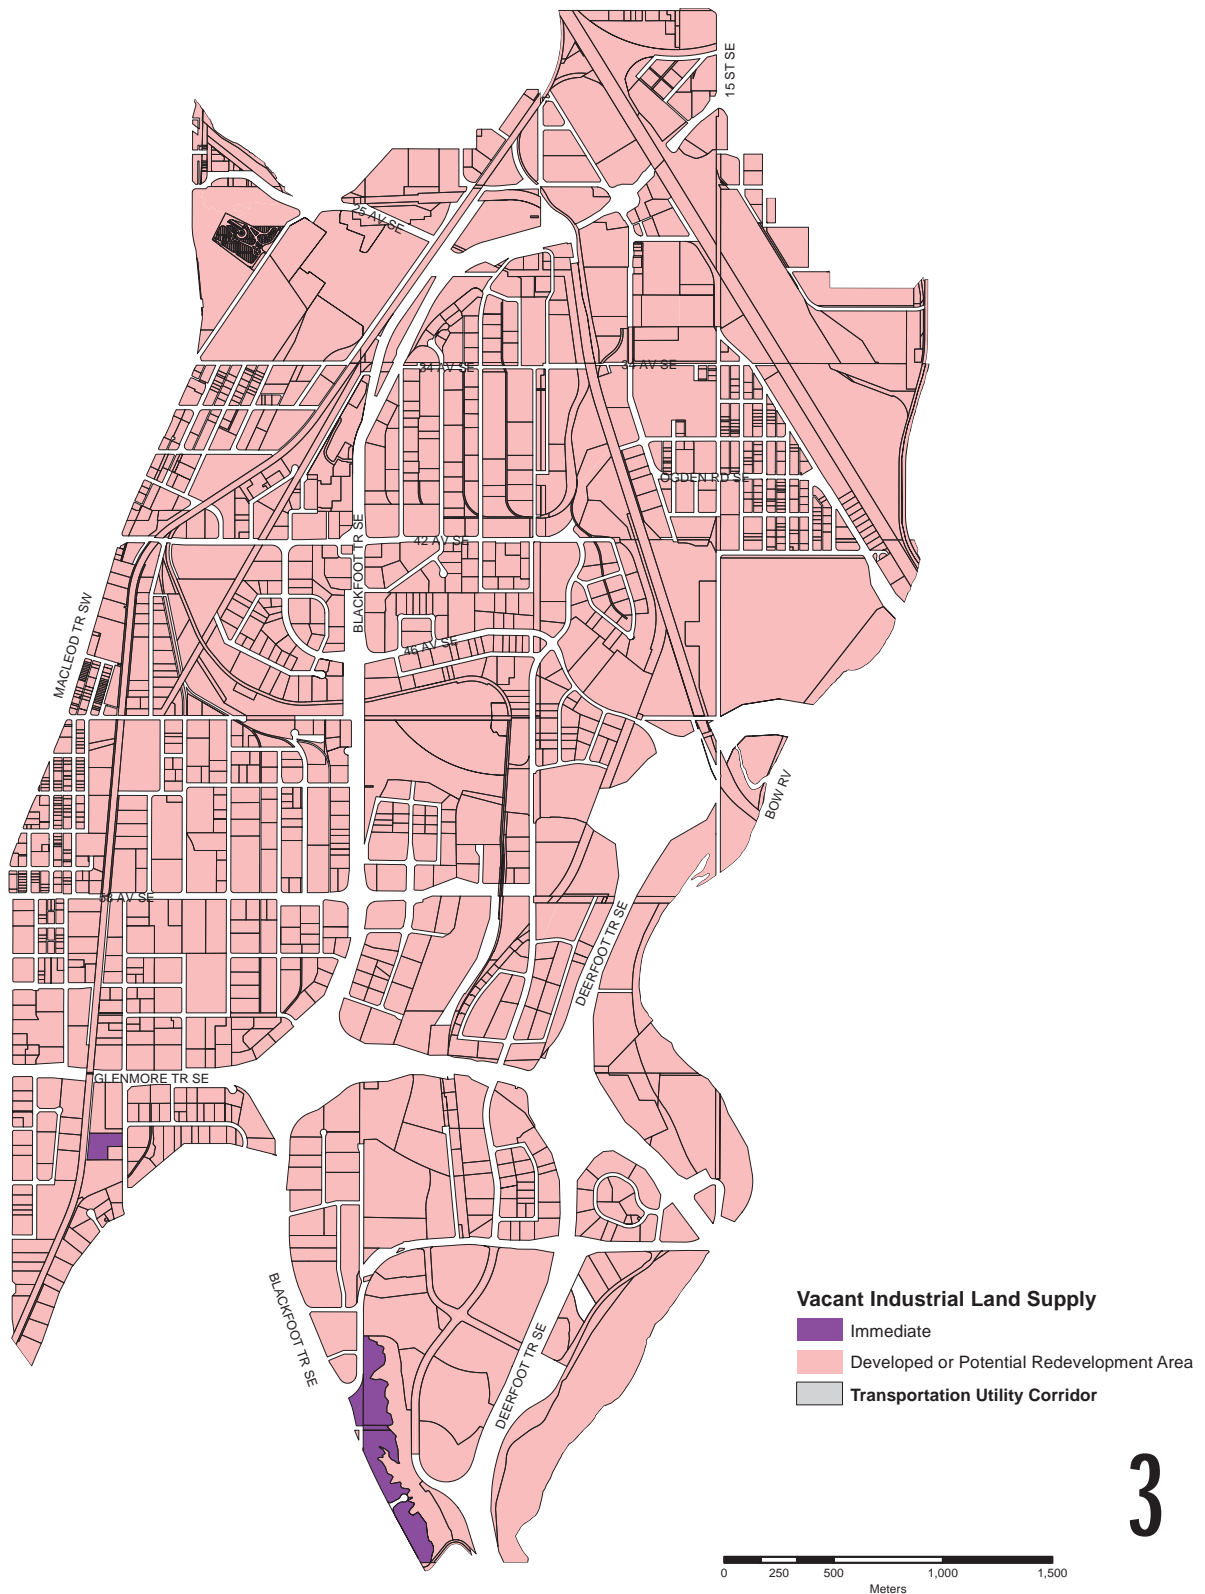 15 ST SE
25 AV SE
34 AV SE
34 AV SE
OGDEN RD SE
BLACKFOOT TR SE
42 AV SE
MACLEOD TR SW
46 AV SE
BOW RV
58 AV SE
DEERFOOT TR SE
GLENMORE TR SE
BLACKFOOT TR SE
DEERFOOT TR SE
Vacant Industrial Land Supply
Immediate
Developed or Potential Redevelopment Area
Transportation Utility Corridor
3
0 250 500 1,000 1,500
Meters